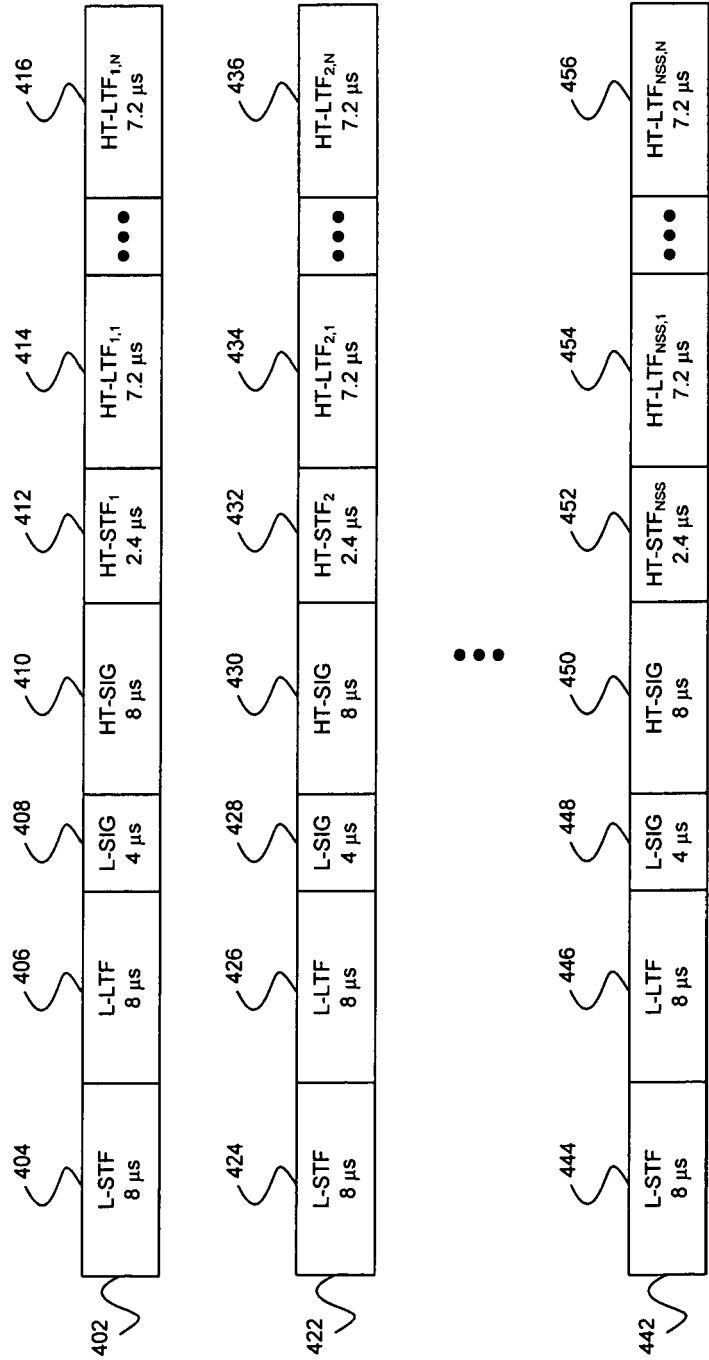 402
404
406
408
410
412
414
416
L-STF
8 µs
L-LTF
8 µs
L-SIG
4 µs
HT-SIG
8 µs
HT-STF₁
2.4 µs
HT-LTF₁,₁
7.2 µs
HT-LTF₁,N
7.2 µs
422
424
426
428
430
432
434
436
L-STF
8 µs
L-LTF
8 µs
L-SIG
4 µs
HT-SIG
8 µs
HT-STF₂
2.4 µs
HT-LTF₂,₁
7.2 µs
HT-LTF₂,N
7.2 µs
442
444
446
448
450
452
454
456
L-STF
8 µs
L-LTF
8 µs
L-SIG
4 µs
HT-SIG
8 µs
HT-STFNSS
2.4 µs
HT-LTFNSS,1
7.2 µs
HT-LTFNSS,N
7.2 µs